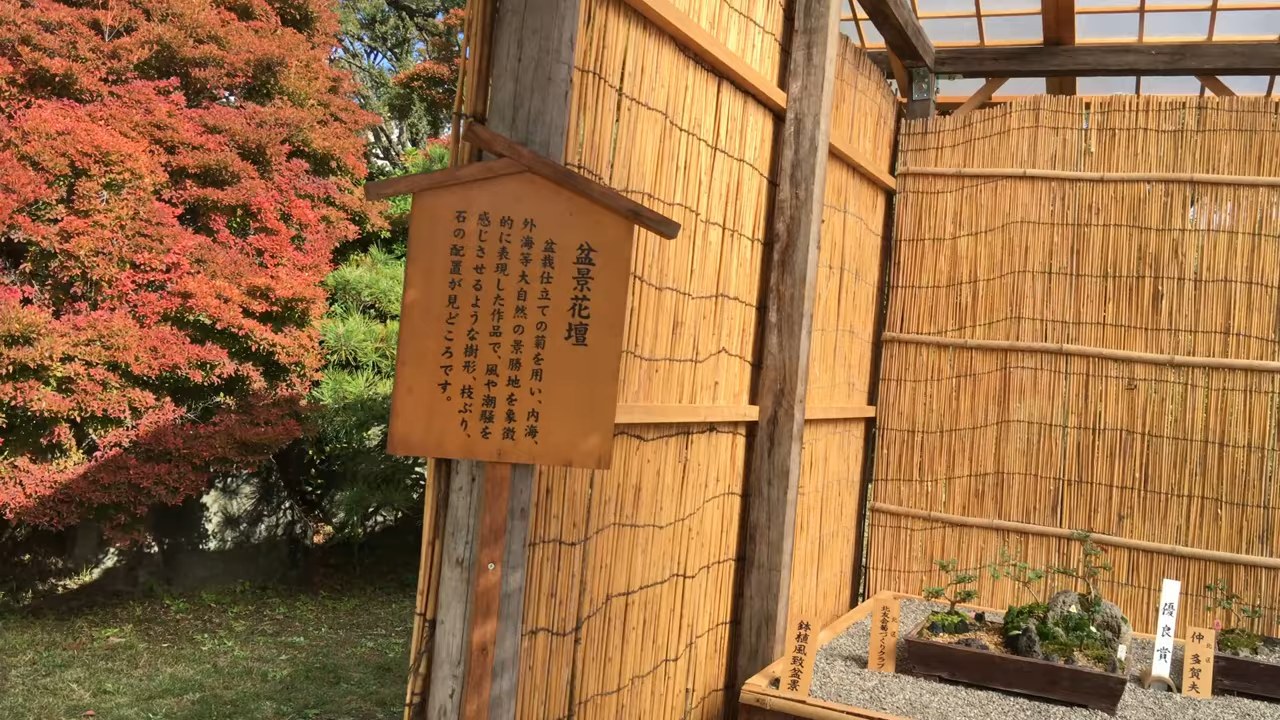 盆景花壇
盆栽仕立ての菊を用い、内海、
外海等大自然の景勝地を象徴
的に表現した作品で、風や潮騒を
感じさせるような樹形、枝ぶり、
石の配置が見どころです。
鉢植風致盆景
優良賞
北区
仲 多賀夫